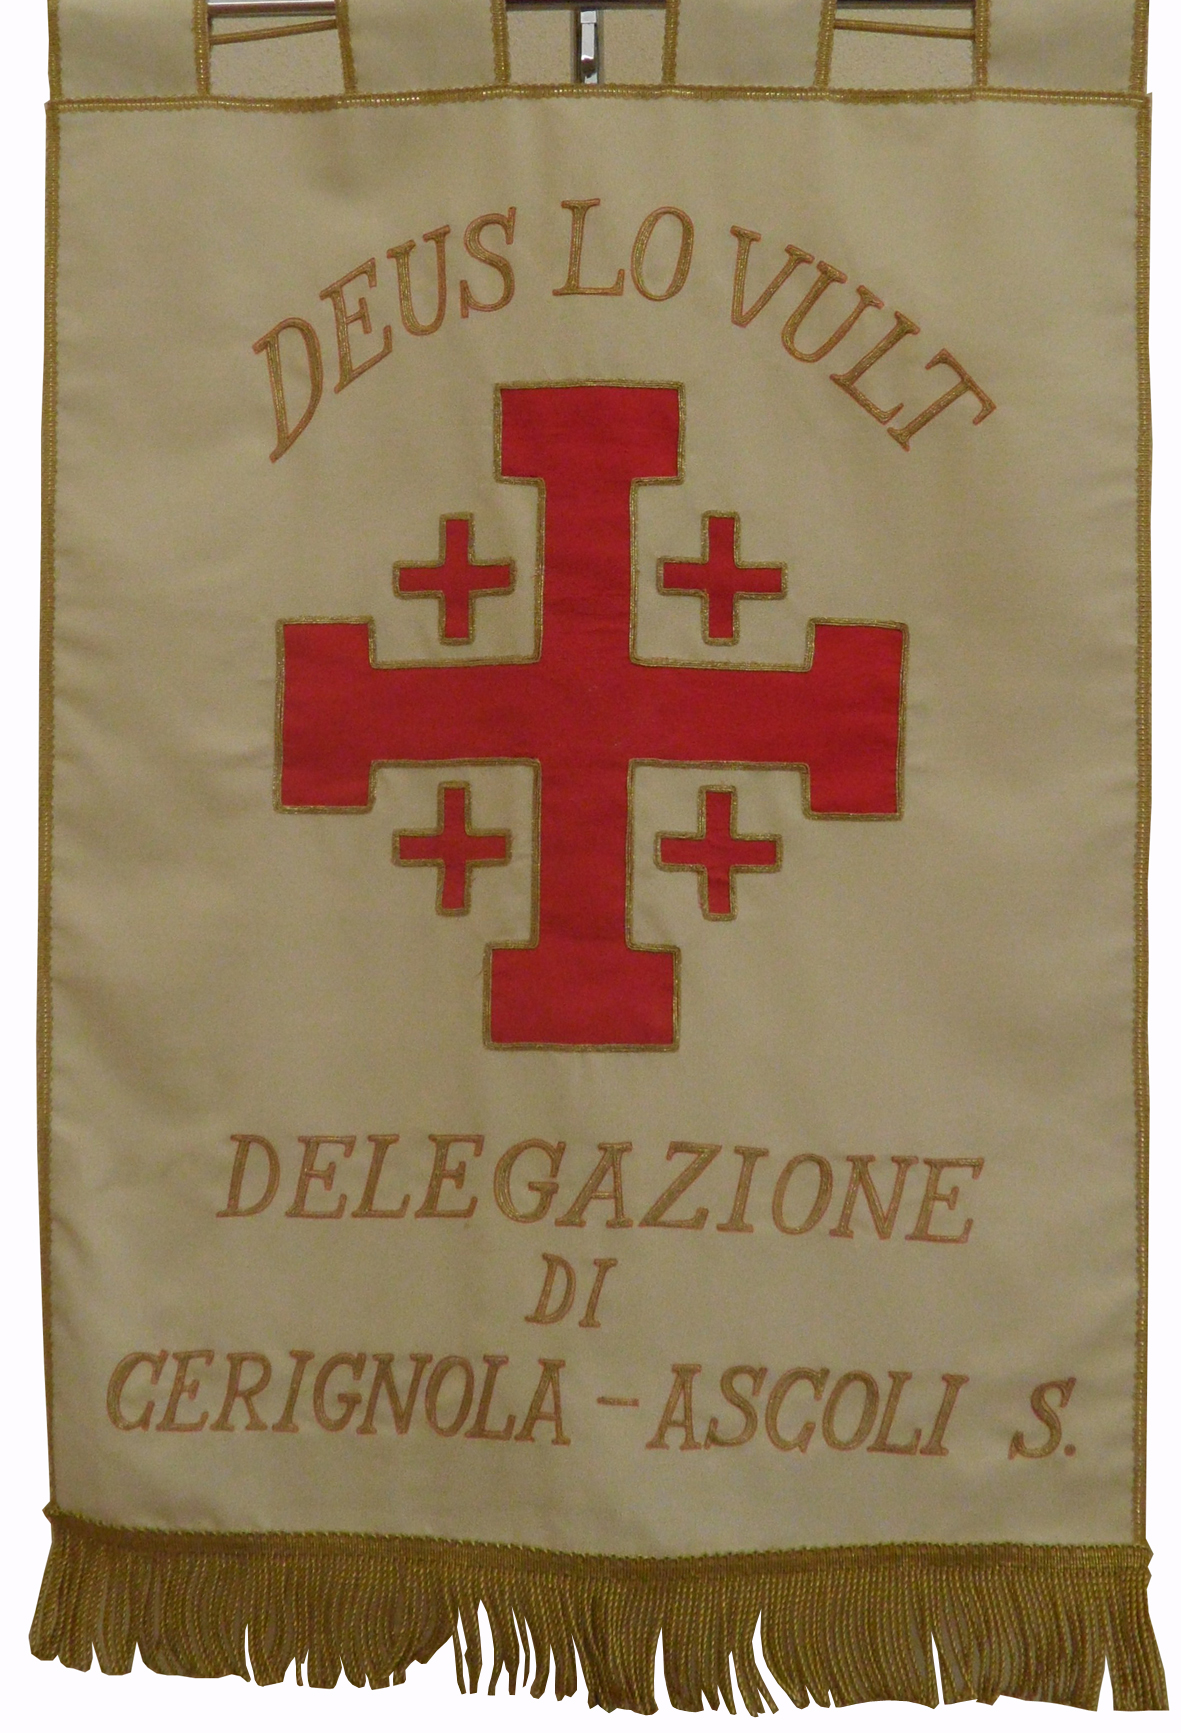 DEUS LO VULT
DELEGAZIONE
DI
CERIGNOLA - ASCOLI S.